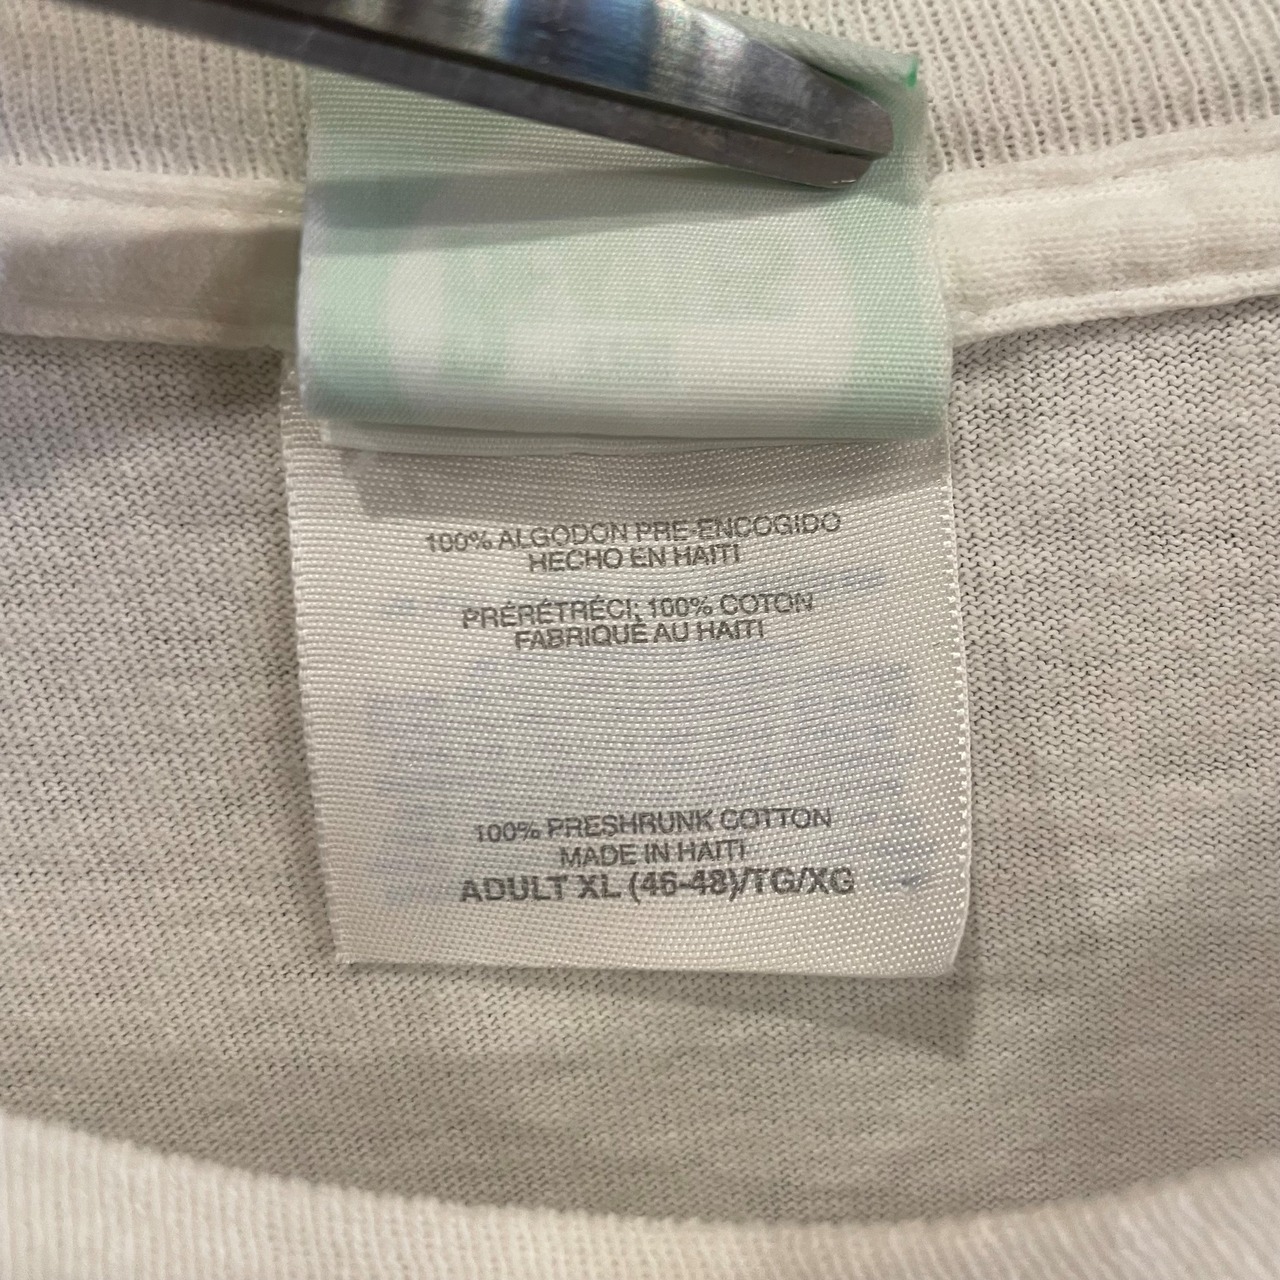 100% ALGODON PRE-ENCOGIDO
HECHO EN HAITI
PRÉRÉTRÉCI; 100% COTON
FABRIQUÉ AU HAITI
100% PRESHRUNK COTTON
MADE IN HAITI
ADULT XL (46-48)/TG/XG